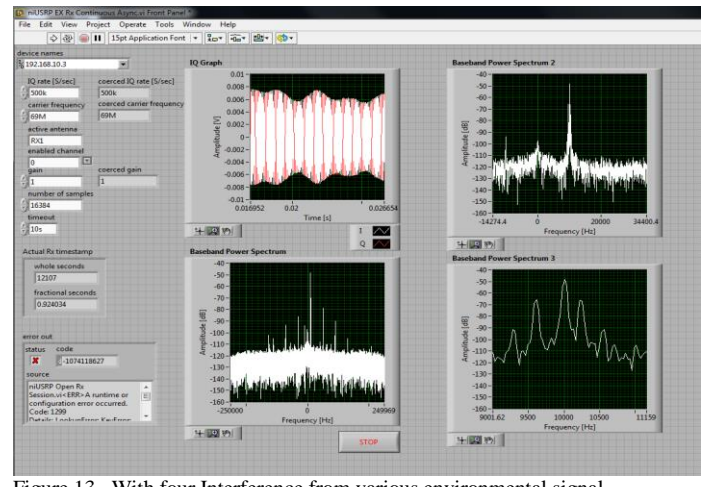 niUSRP EX Rx Continuous Async.vi Front Panel *
File Edit View Project Operate Tools Window Help
15pt Application Font
device names
192.168.10.3
IQ rate [S/sec]
coerced IQ rate [S/sec]
500k
500k
carrier frequency
coerced carrier frequency
69M
69M
active antenna
RX1
enabled channel
0
gain
coerced gain
1
1
number of samples
16384
timeout
10s
Actual Rx timestamp
whole seconds
12107
fractional seconds
0.924034
error out
status code
-1074118627
source
niUSRP Open Rx
Session.vi<ERR>A runtime or
configuration error occurred.
Code: 1299
Details: LookupError: KeyError:
IQ Graph
Amplitude [V]
0.01
0.008
0.006
0.004
0.002
0
-0.002
-0.004
-0.006
-0.008
-0.01
0.016952 0.02 0.026654
Time [s]
I
Q
Baseband Power Spectrum
Amplitude [dB]
-40
-50
-60
-70
-80
-90
-100
-110
-120
-130
-140
-150
-160
-250000 0 249969
Frequency [Hz]
STOP
Baseband Power Spectrum 2
Amplitude [dB]
-40
-50
-60
-70
-80
-90
-100
-110
-120
-130
-140
-150
-160
-14274.4 0 20000 34400.4
Frequency [Hz]
Baseband Power Spectrum 3
Amplitude [dB]
-40
-50
-60
-70
-80
-90
-100
-110
-120
-130
-140
-150
-160
9001.62 9500 10000 10500 11159
Frequency [Hz]
Figure 13. With four Interference from various environmental signal